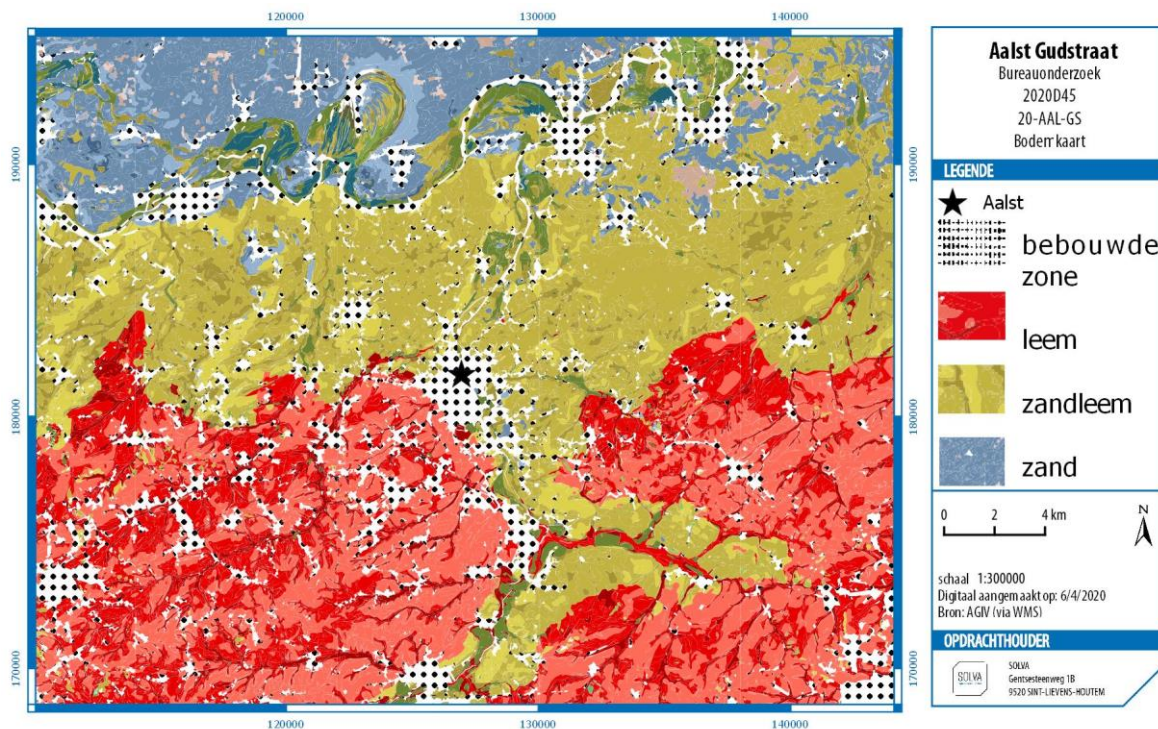 120000
130000
140000
190000
180000
170000
190000
180000
170000
120000
130000
140000
Aalst Gudstraat
Bureauonderzoek
2020D45
20-AAL-GS
Bodemkaart
LEGENDE
Aalst
bebouwde
zone
leem
zandleem
zand
0 2 4 km
N
schaal 1:300000
Digitaal aangemaakt op: 6/4/2020
Bron: AGIV (via WMS)
OPDRACHTHOUDER
SOLVA
SOLVA
Gentsesteenweg 1B
9520 SINT-LIEVENS-HOUTEM